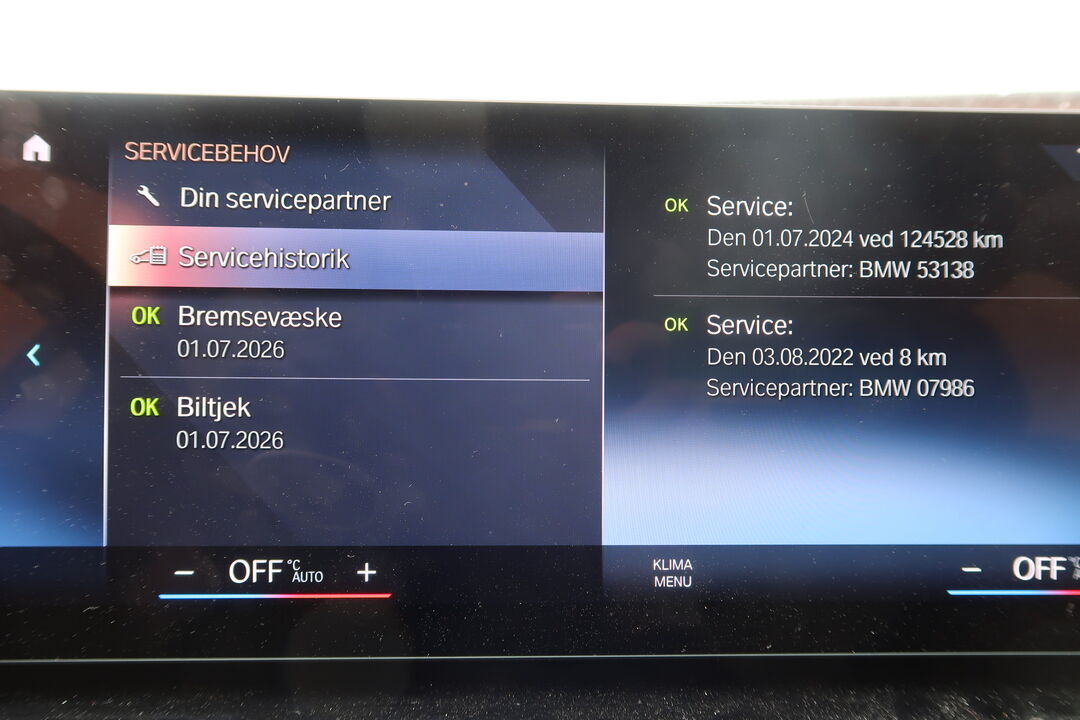 SERVICEBEHOV
Din servicepartner
Servicehistorik
OK Bremsevæske
01.07.2026
OK Biltjek
01.07.2026
OK Service:
Den 01.07.2024 ved 124528 km
Servicepartner: BMW 53138
OK Service:
Den 03.08.2022 ved 8 km
Servicepartner: BMW 07986
− OFF °C AUTO +
KLIMA
MENU
− OFF